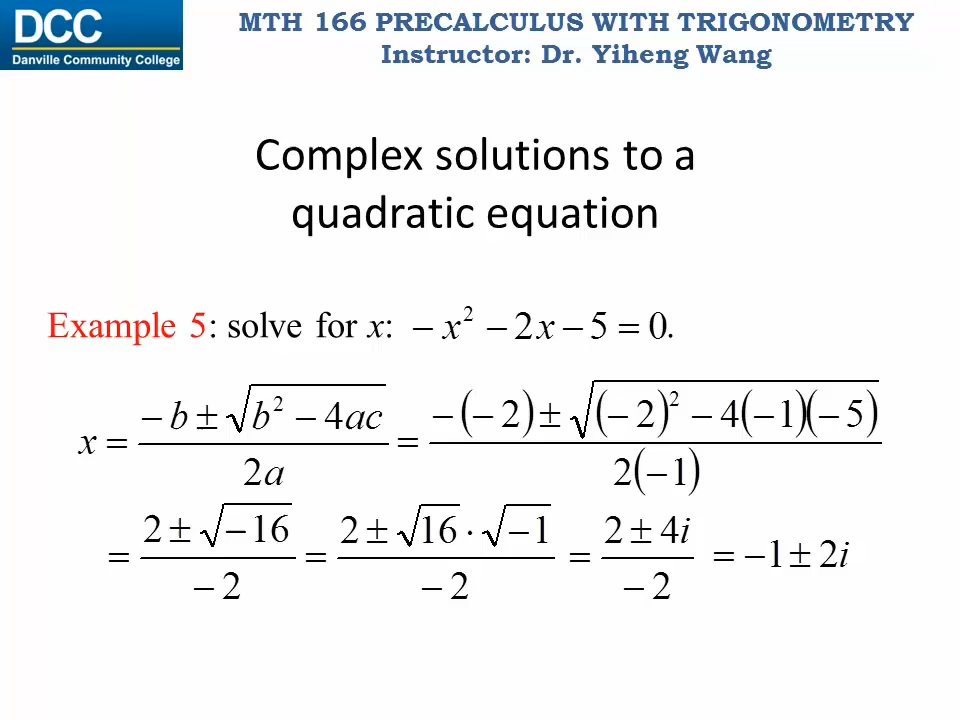 DCC
Danville Community College
MTH 166 PRECALCULUS WITH TRIGONOMETRY
Instructor: Dr. Yiheng Wang
Complex solutions to a
quadratic equation
Example 5: solve for x: −x² − 2x − 5 = 0.
x = (−b ± √(b² − 4ac)) / 2a = (−(−2) ± √((−2)² − 4(−1)(−5))) / 2(−1)
= (2 ± √−16) / −2 = (2 ± √16 · √−1) / −2 = (2 ± 4i) / −2 = −1 ± 2i